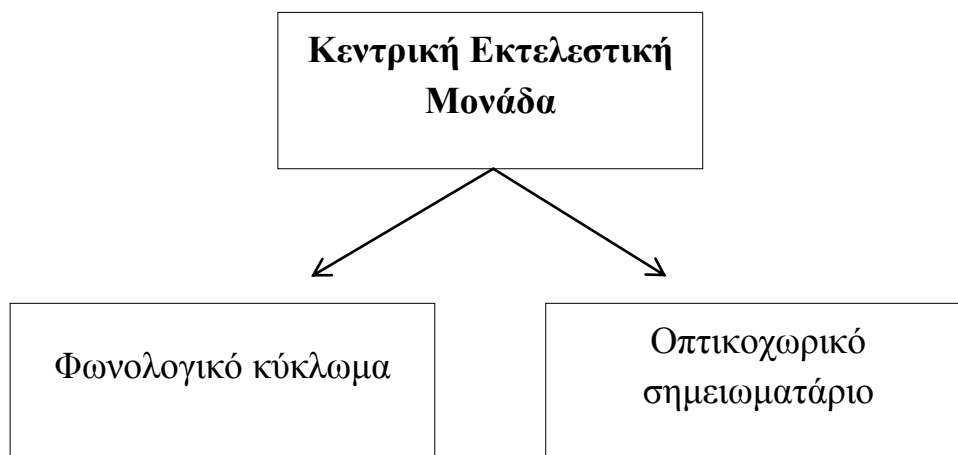 Κεντρική Εκτελεστική
Μονάδα
Φωνολογικό κύκλωμα
Οπτικοχωρικό
σημειωματάριο